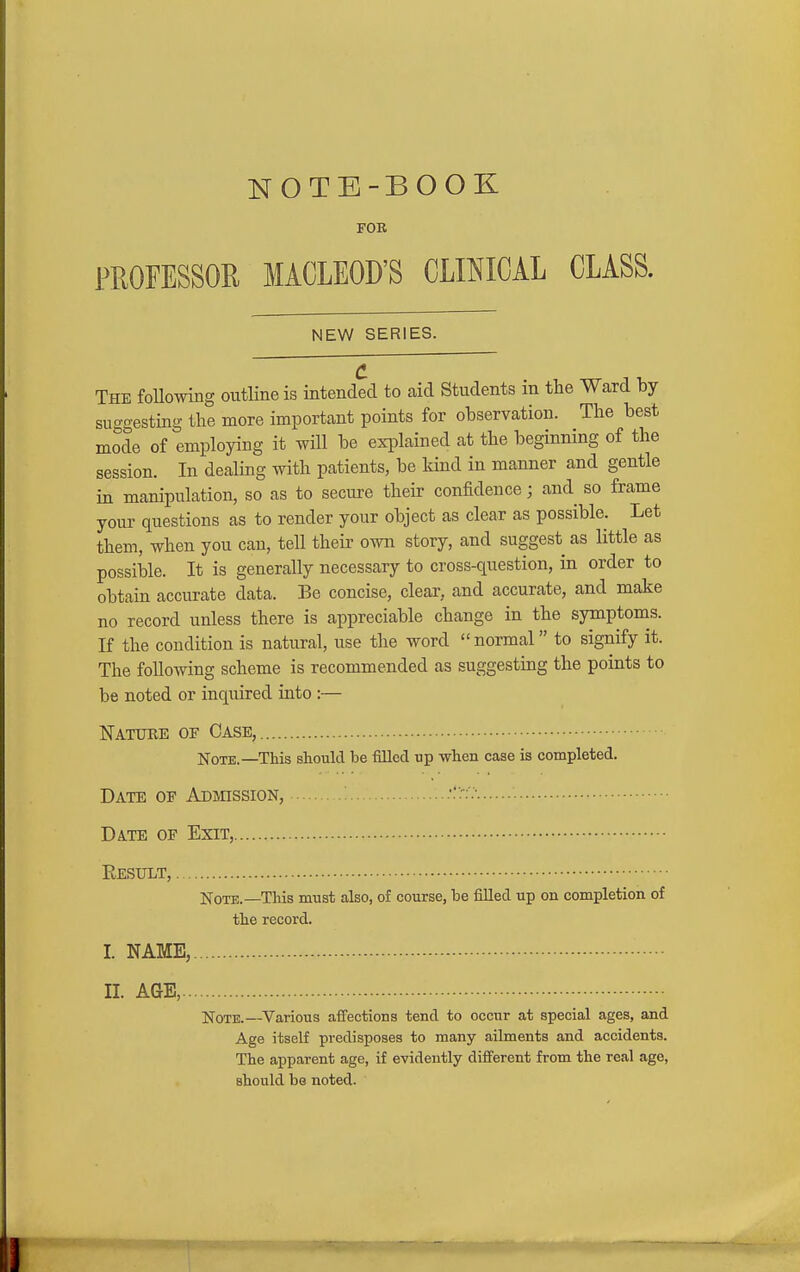 NOTE-BOOK
FOR
PROFESSOR MACLEOD'S CLINICAL CLASS.
NEW SERIES.
c
The following outline is intended to aid Students in the Ward by
suggesting the more important points for observation. The best
mode of employing it will be explained at the beginning of the
session. In dealing with patients, be kind in manner and gentle
in manipulation, so as to secure their confidence; and so frame
your questions as to render your object as clear as possible. Let
them, when you can, tell their own story, and suggest as little as
possible. It is generally necessary to cross-question, in order to
obtain accurate data. Be concise, clear, and accurate, and make
no record unless there is appreciable change in the symptoms.
If the condition is natural, use the word "normal" to signify it.
The following scheme is recommended as suggesting the points to
be noted or inquired into :—
Nature of Case,
Note.—This should be filled up when case is completed.
Date of Admission,
Date of Exit,
Result,
Note.—This must also, of course, be filled up on completion of
the record.
I. NAME,
II. AGE,
Note.—Various affections tend to occur at special ages, and
Age itself predisposes to many ailments and accidents.
The apparent age, if evidently different from the real age,
should be noted.